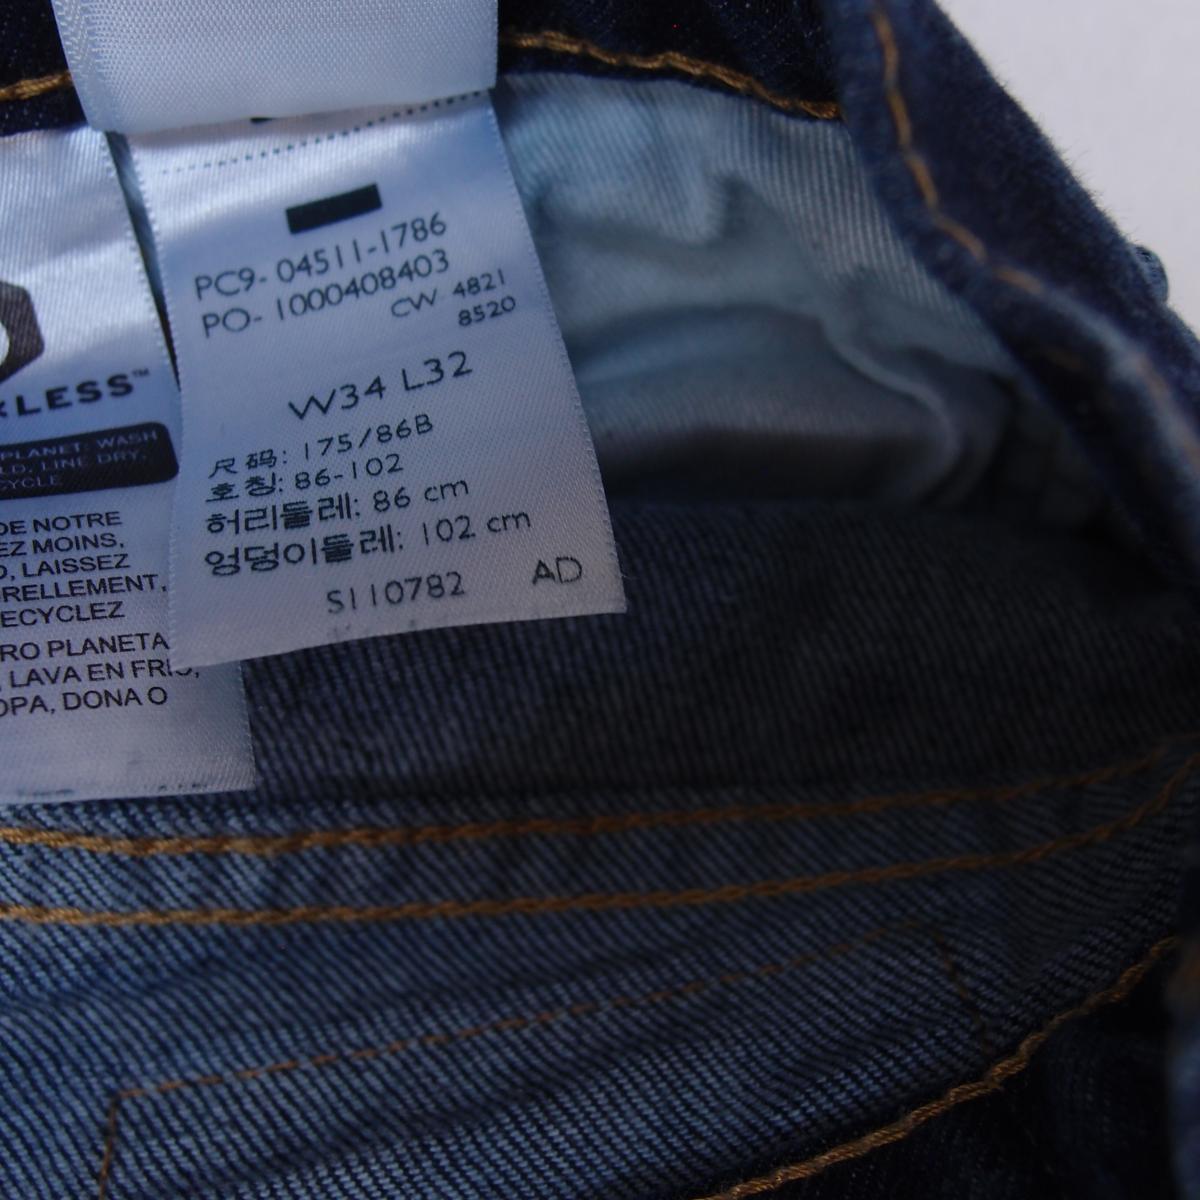 PC9- 04511-1786
PO- 1000408403
CW 4821
8520
W34 L32
尺码: 175/86B
호칭: 86-102
허리둘레: 86 cm
엉덩이둘레: 102 cm
S110782 AD
LESS™
PLANET: WASH
LINE DRY,
CYCLE
DE NOTRE
EZ MOINS,
LAISSEZ
RELLEMENT,
ECYCLEZ
RO PLANETA
, LAVA EN FRIO,
OPA, DONA O